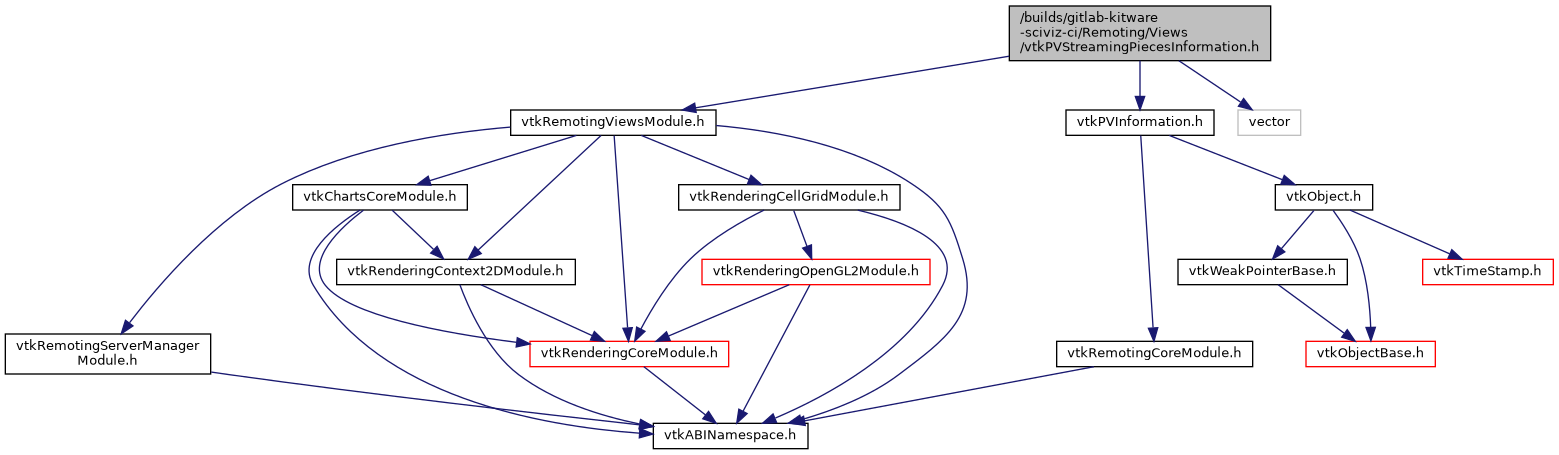 /builds/gitlab-kitware
-sciviz-ci/Remoting/Views
/vtkPVStreamingPiecesInformation.h
vtkRemotingViewsModule.h
vtkPVInformation.h
vector
vtkChartsCoreModule.h
vtkRenderingCellGridModule.h
vtkObject.h
vtkRenderingContext2DModule.h
vtkRenderingOpenGL2Module.h
vtkWeakPointerBase.h
vtkTimeStamp.h
vtkRemotingServerManager
Module.h
vtkRenderingCoreModule.h
vtkRemotingCoreModule.h
vtkObjectBase.h
vtkABINamespace.h